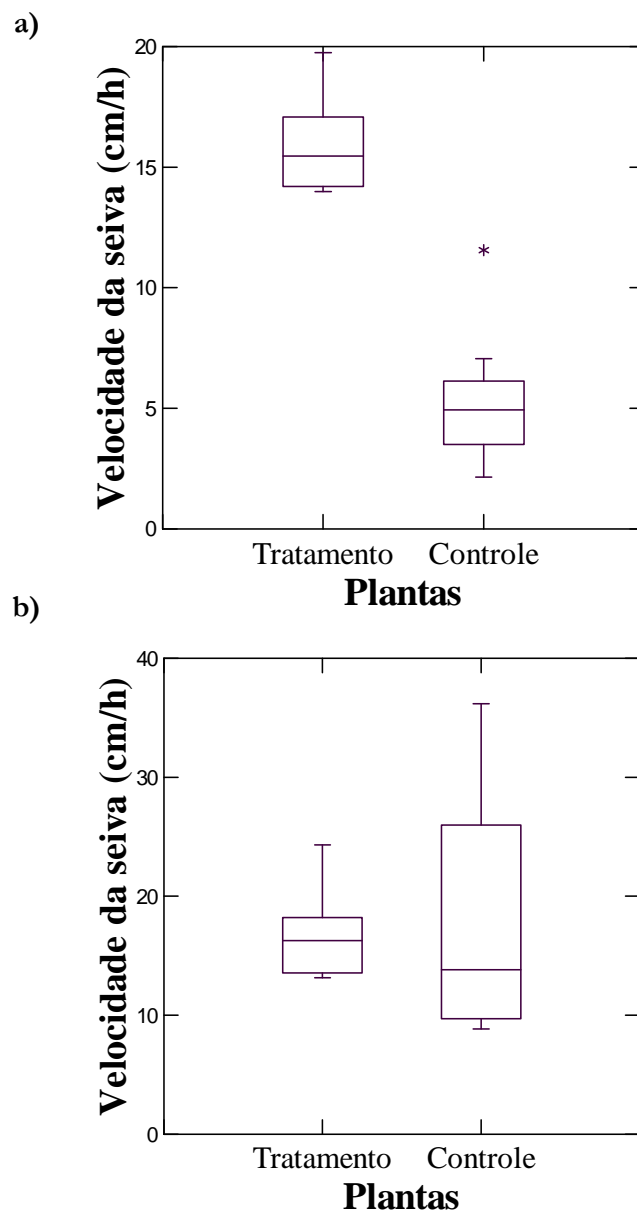 a)
Velocidade da seiva (cm/h)
20
15
10
5
0
Tratamento Controle
Plantas
b)
Velocidade da seiva (cm/h)
40
30
20
10
0
Tratamento Controle
Plantas